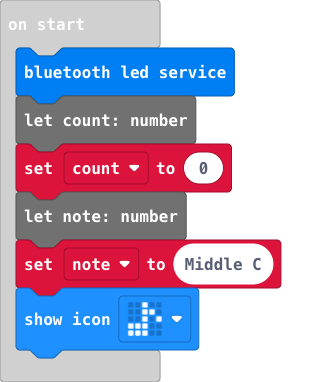 on start
bluetooth led service
let count: number
set count to 0
let note: number
set note to Middle C
show icon